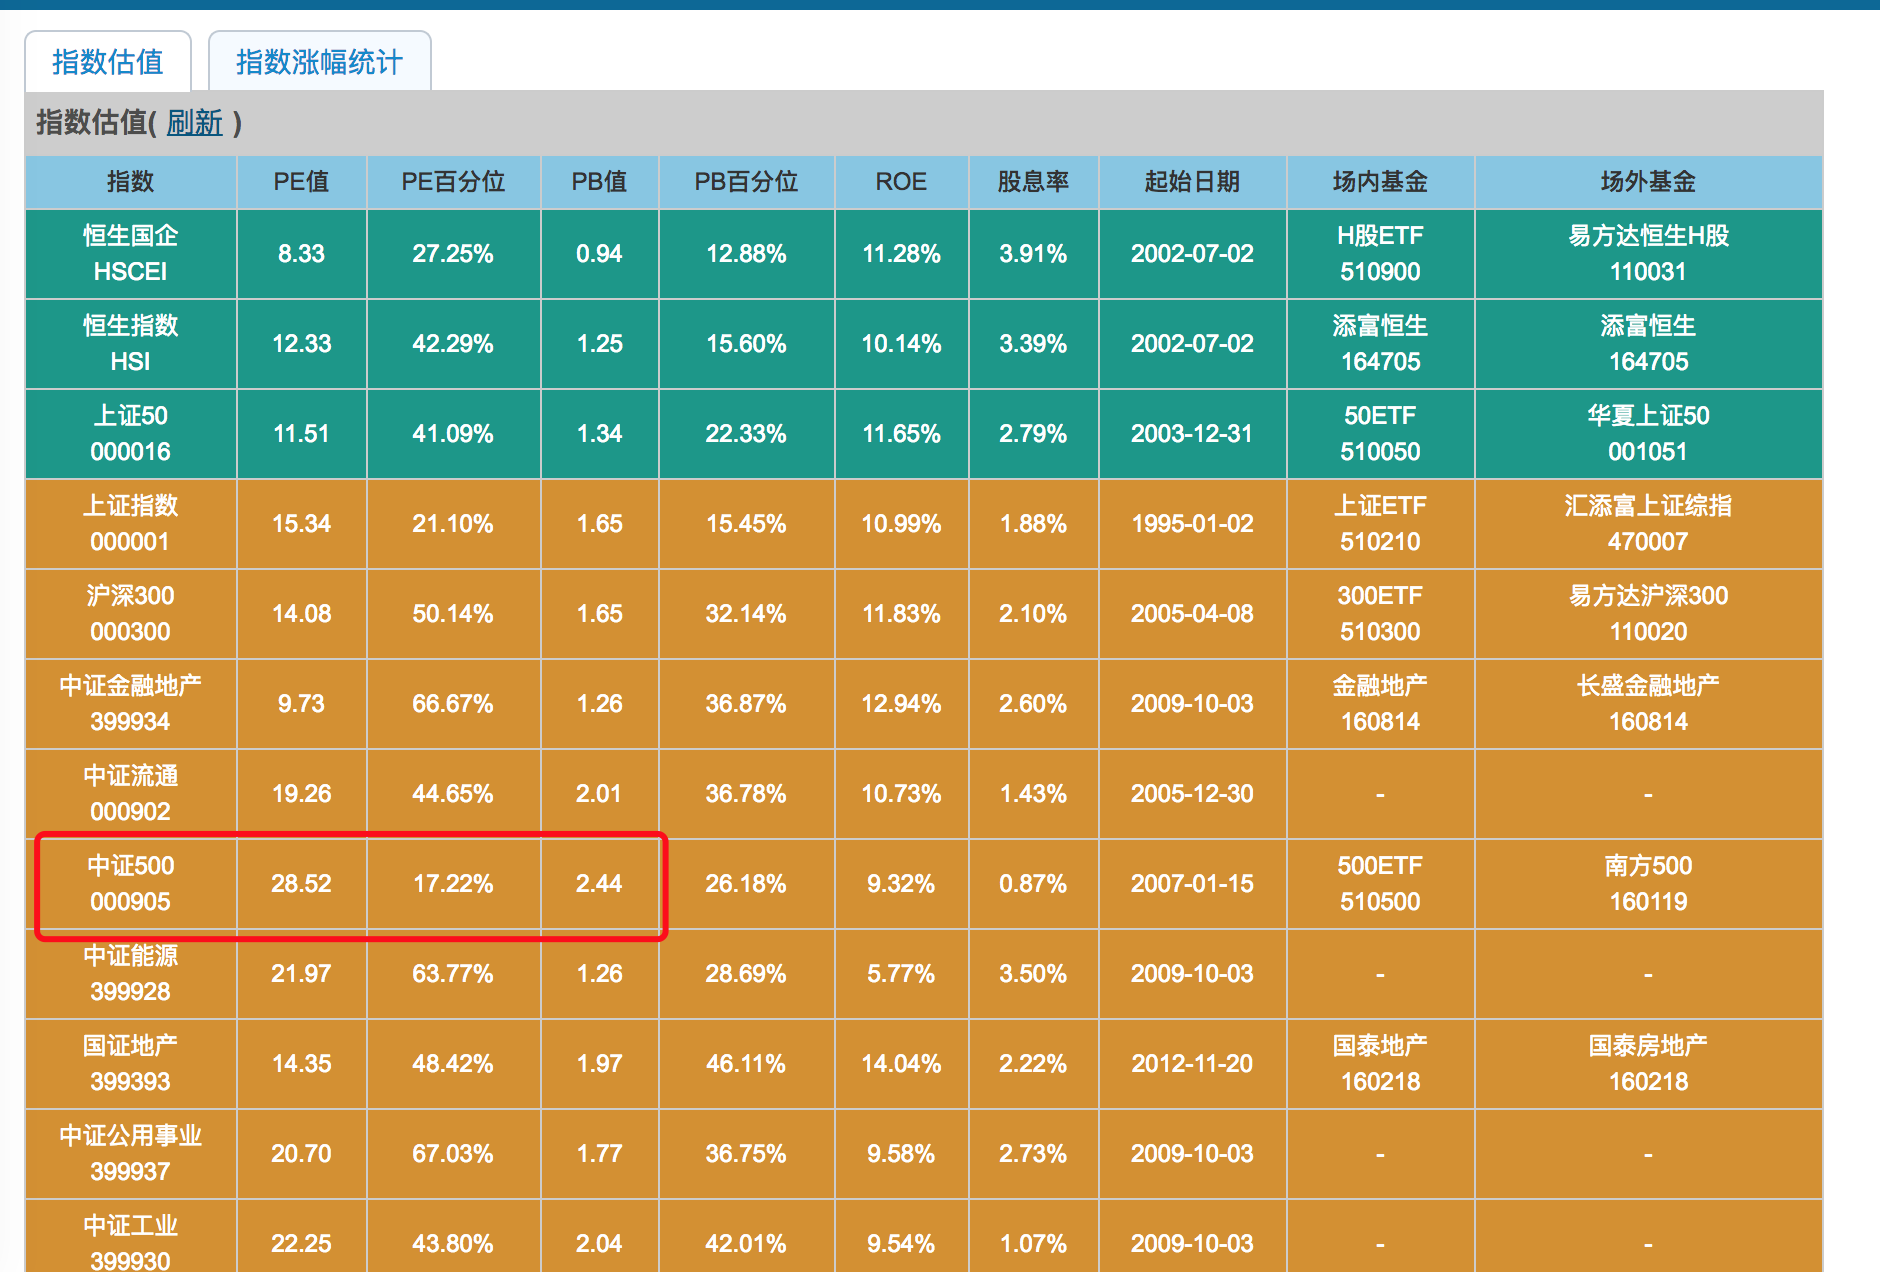 指数估值 指数涨幅统计
指数估值( 刷新 )
指数 PE值 PE百分位 PB值 PB百分位 ROE 股息率 起始日期 场内基金 场外基金
恒生国企 HSCEI 8.33 27.25% 0.94 12.88% 11.28% 3.91% 2002-07-02 H股ETF 510900 易方达恒生H股 110031
恒生指数 HSI 12.33 42.29% 1.25 15.60% 10.14% 3.39% 2002-07-02 添富恒生 164705 添富恒生 164705
上证50 000016 11.51 41.09% 1.34 22.33% 11.65% 2.79% 2003-12-31 50ETF 510050 华夏上证50 001051
上证指数 000001 15.34 21.10% 1.65 15.45% 10.99% 1.88% 1995-01-02 上证ETF 510210 汇添富上证综指 470007
沪深300 000300 14.08 50.14% 1.65 32.14% 11.83% 2.10% 2005-04-08 300ETF 510300 易方达沪深300 110020
中证金融地产 399934 9.73 66.67% 1.26 36.87% 12.94% 2.60% 2009-10-03 金融地产 160814 长盛金融地产 160814
中证流通 000902 19.26 44.65% 2.01 36.78% 10.73% 1.43% 2005-12-30 - -
中证500 000905 28.52 17.22% 2.44 26.18% 9.32% 0.87% 2007-01-15 500ETF 510500 南方500 160119
中证能源 399928 21.97 63.77% 1.26 28.69% 5.77% 3.50% 2009-10-03 - -
国证地产 399393 14.35 48.42% 1.97 46.11% 14.04% 2.22% 2012-11-20 国泰地产 160218 国泰房地产 160218
中证公用事业 399937 20.70 67.03% 1.77 36.75% 9.58% 2.73% 2009-10-03 - -
中证工业 399930 22.25 43.80% 2.04 42.01% 9.54% 1.07% 2009-10-03 - -